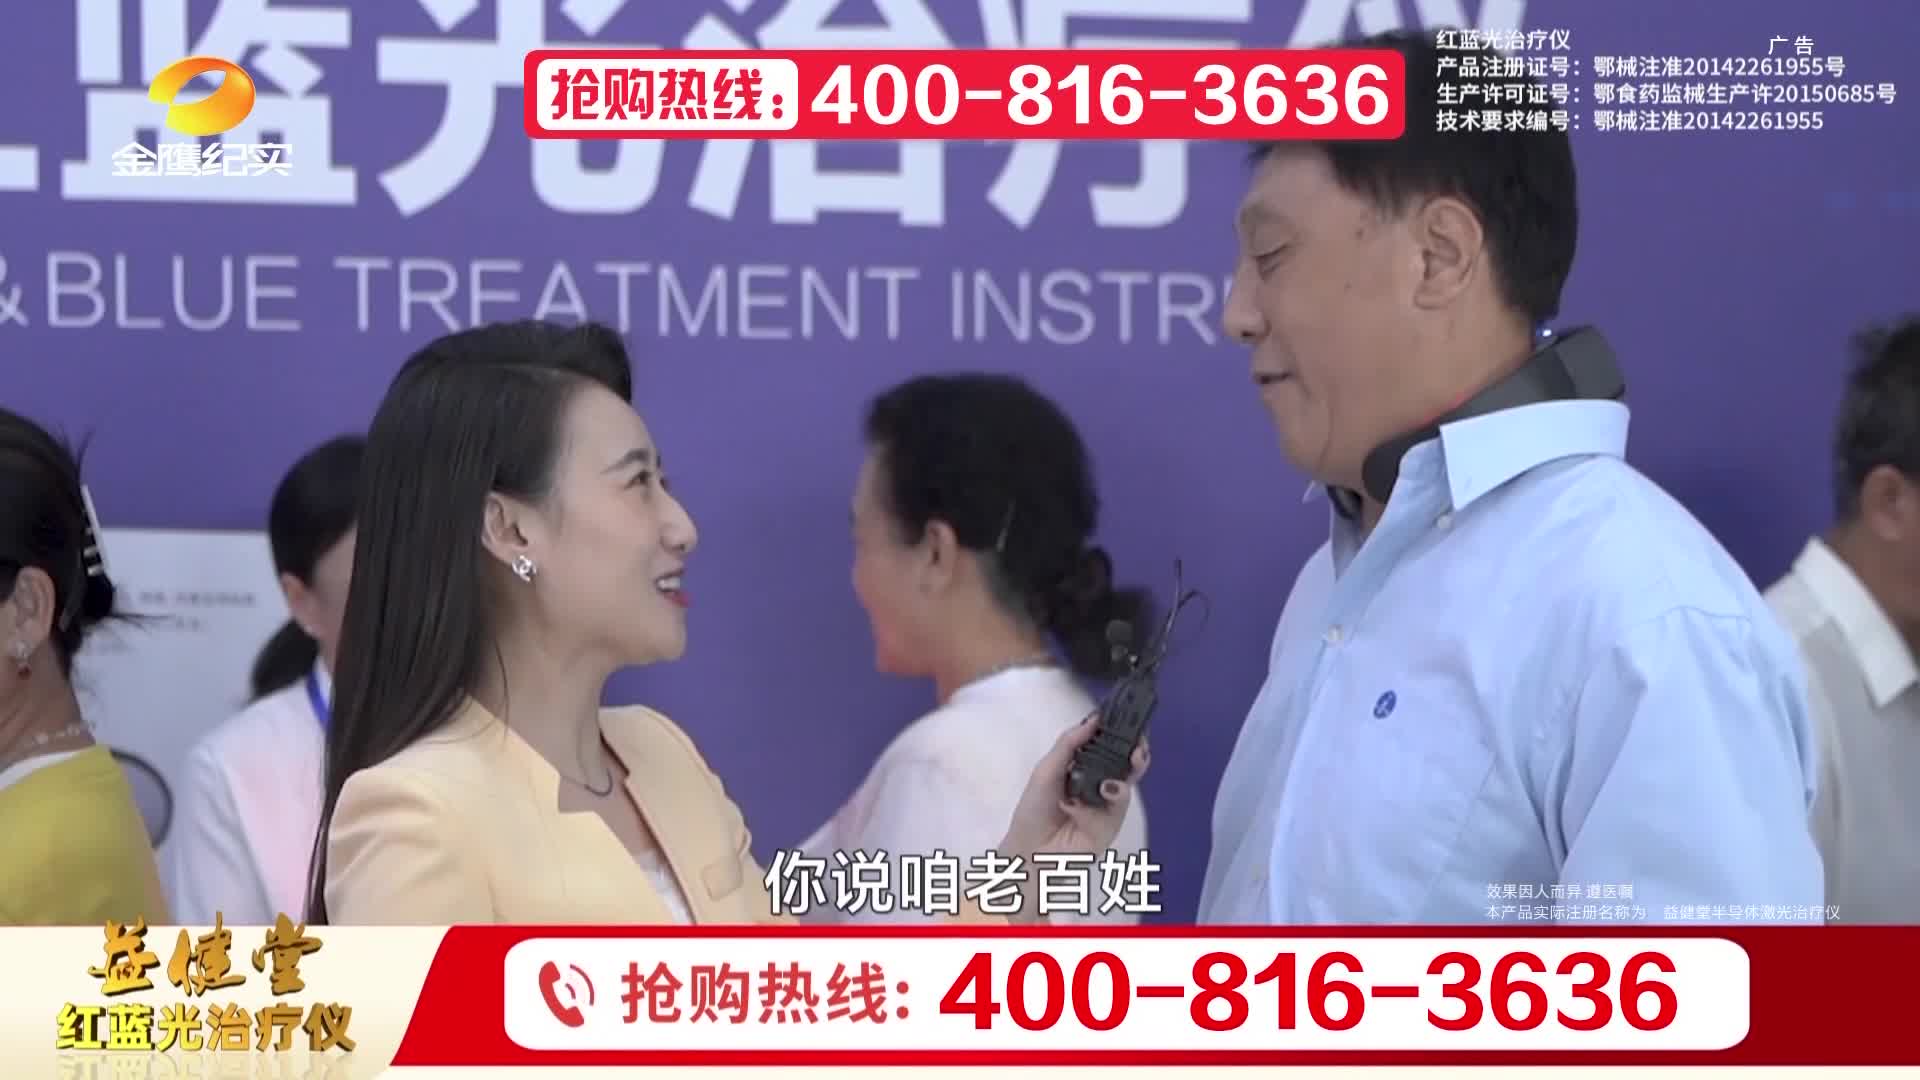 蓝光治疗仪
&BLUE TREATMENT INSTR
金鹰纪实
抢购热线：400-816-3636
广告
红蓝光治疗仪
产品注册证号：鄂械注准20142261955号
生产许可证号：鄂食药监械生产许20150685号
技术要求编号：鄂械注准20142261955
你说咱老百姓
效果因人而异 遵医嘱
本产品实际注册名称为 益健堂半导体激光治疗仪
益健堂
红蓝光治疗仪
抢购热线：400-816-3636